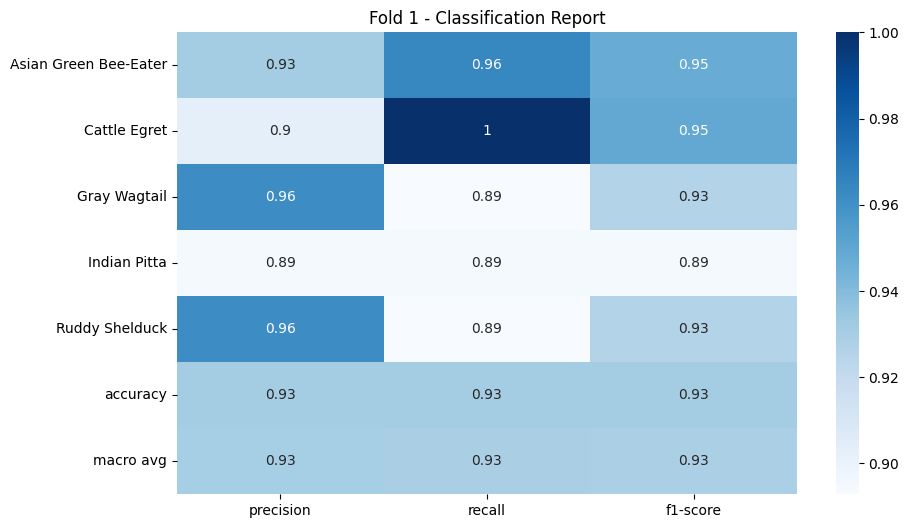 Fold 1 - Classification Report
Asian Green Bee-Eater 0.93 0.96 0.95
Cattle Egret 0.9 1 0.95
Gray Wagtail 0.96 0.89 0.93
Indian Pitta 0.89 0.89 0.89
Ruddy Shelduck 0.96 0.89 0.93
accuracy 0.93 0.93 0.93
macro avg 0.93 0.93 0.93
precision recall f1-score
1.00
0.98
0.96
0.94
0.92
0.90